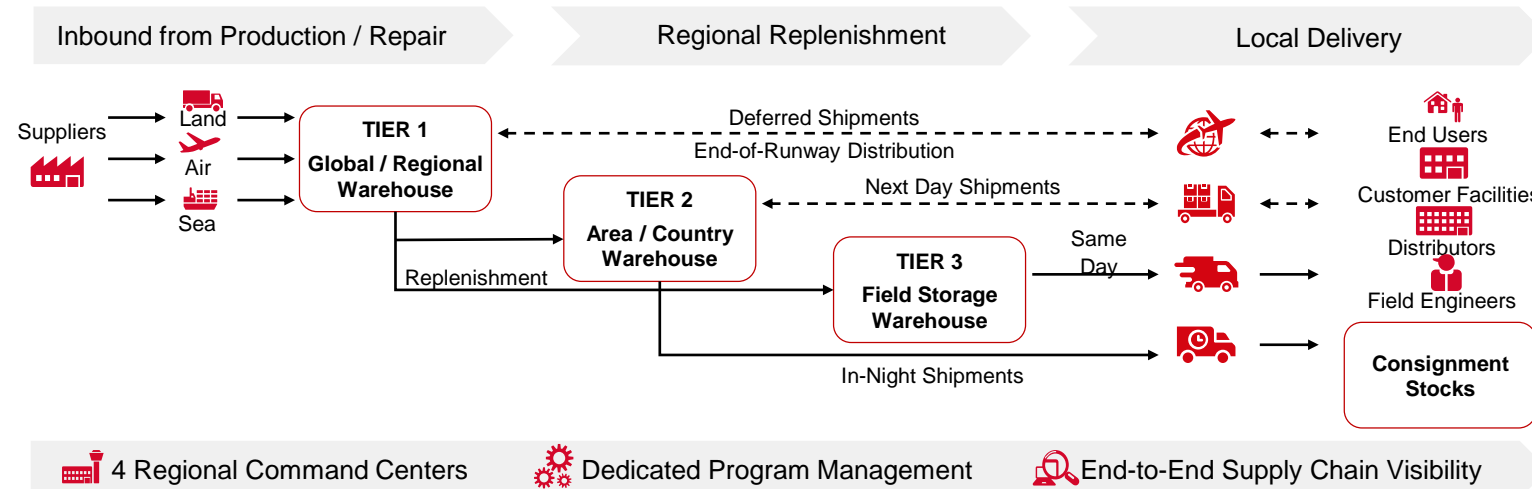 Inbound from Production / Repair
Regional Replenishment
Local Delivery
Suppliers
Land
Air
Sea
TIER 1
Global / Regional
Warehouse
Deferred Shipments
End-of-Runway Distribution
TIER 2
Area / Country
Warehouse
Next Day Shipments
Replenishment
TIER 3
Field Storage
Warehouse
Same
Day
In-Night Shipments
End Users
Customer Facilities
Distributors
Field Engineers
Consignment
Stocks
4 Regional Command Centers
Dedicated Program Management
End-to-End Supply Chain Visibility